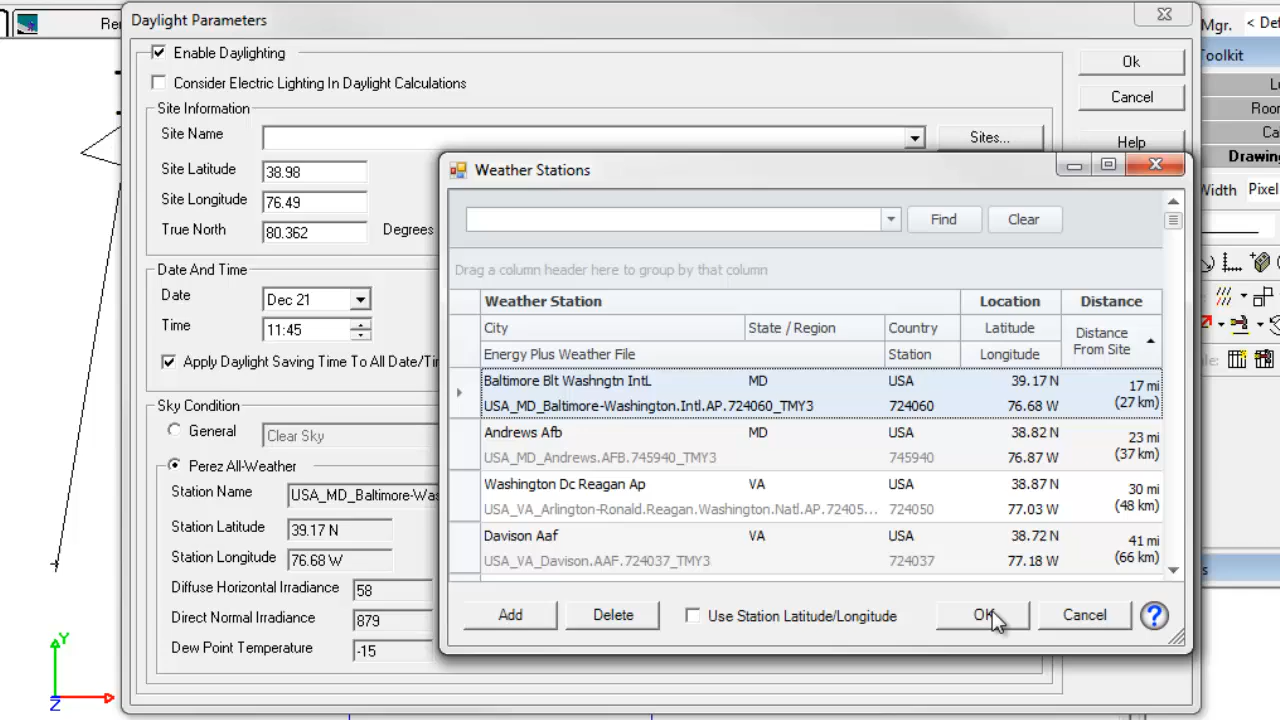 Daylight Parameters
Ren
Mgr. < De
Toolkit
Enable Daylighting
Ok
Consider Electric Lighting In Daylight Calculations
Cancel
Site Information
Site Name
Sites...
Help
Site Latitude 38.98
Site Longitude 76.49
True North 80.362 Degrees
Date And Time
Date Dec 21
Time 11:45
Apply Daylight Saving Time To All Date/Ti
Sky Condition
General Clear Sky
Perez All-Weather
Station Name USA_MD_Baltimore-Wa
Station Latitude 39.17 N
Station Longitude 76.68 W
Diffuse Horizontal Irradiance 58
Direct Normal Irradiance 879
Dew Point Temperature -15
Weather Stations
Find Clear
Drag a column header here to group by that column
Weather Station Location Distance
City State / Region Country Latitude Distance From Site
Energy Plus Weather File Station Longitude
Baltimore Blt Washngtn IntL MD USA 39.17 N 17 mi
USA_MD_Baltimore-Washington.Intl.AP.724060_TMY3 724060 76.68 W (27 km)
Andrews Afb MD USA 38.82 N 23 mi
USA_MD_Andrews.AFB.745940_TMY3 745940 76.87 W (37 km)
Washington Dc Reagan Ap VA USA 38.87 N 30 mi
USA_VA_Arlington-Ronald.Reagan.Washington.Natl.AP.72405... 724050 77.03 W (48 km)
Davison Aaf VA USA 38.72 N 41 mi
USA_VA_Davison.AAF.724037_TMY3 724037 77.18 W (66 km)
Add Delete Use Station Latitude/Longitude OK Cancel ?
Lu
Room
Ca
Drawin
Width Pixel
Y
Z